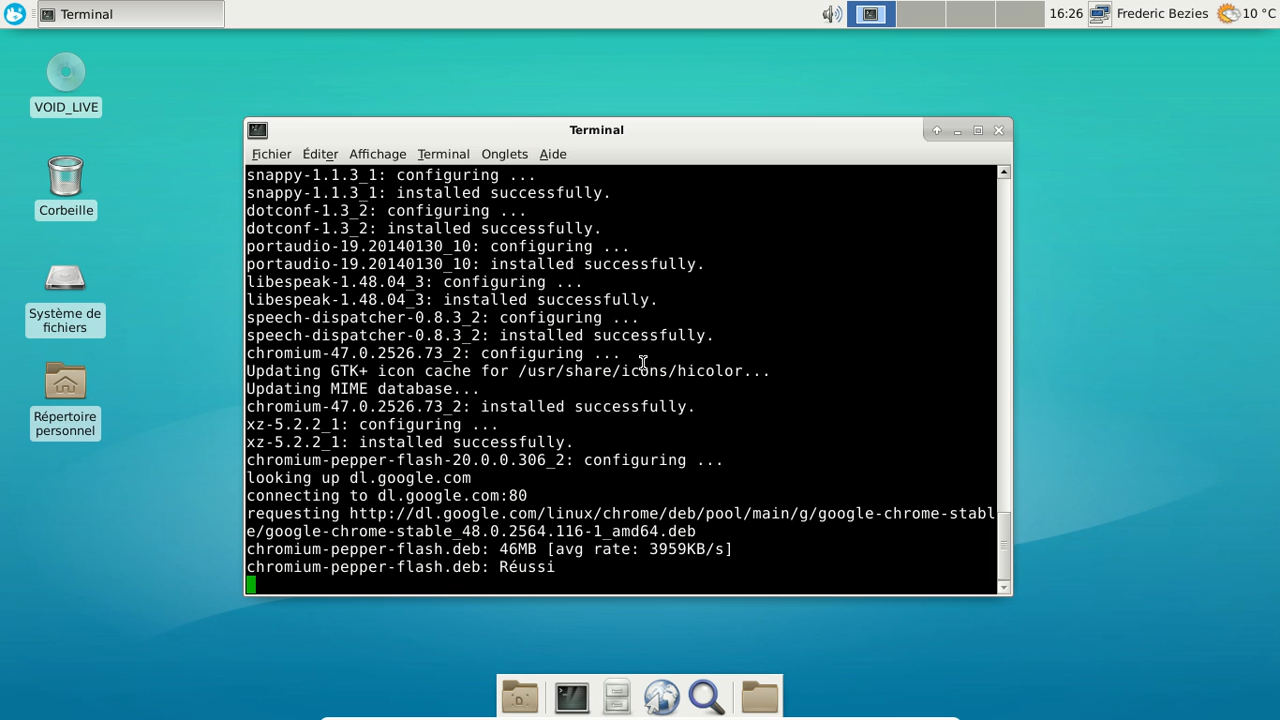 Terminal
16:26
Frederic Bezies
10 °C
VOID_LIVE
Corbeille
Système de
fichiers
Répertoire
personnel
Terminal
Fichier Éditer Affichage Terminal Onglets Aide
snappy-1.1.3_1: configuring ...
snappy-1.1.3_1: installed successfully.
dotconf-1.3_2: configuring ...
dotconf-1.3_2: installed successfully.
portaudio-19.20140130_10: configuring ...
portaudio-19.20140130_10: installed successfully.
libespeak-1.48.04_3: configuring ...
libespeak-1.48.04_3: installed successfully.
speech-dispatcher-0.8.3_2: configuring ...
speech-dispatcher-0.8.3_2: installed successfully.
chromium-47.0.2526.73_2: configuring ...
Updating GTK+ icon cache for /usr/share/icons/hicolor...
Updating MIME database...
chromium-47.0.2526.73_2: installed successfully.
xz-5.2.2_1: configuring ...
xz-5.2.2_1: installed successfully.
chromium-pepper-flash-20.0.0.306_2: configuring ...
looking up dl.google.com
connecting to dl.google.com:80
requesting http://dl.google.com/linux/chrome/deb/pool/main/g/google-chrome-stabl
e/google-chrome-stable_48.0.2564.116-1_amd64.deb
chromium-pepper-flash.deb: 46MB [avg rate: 3959KB/s]
chromium-pepper-flash.deb: Réussi
D